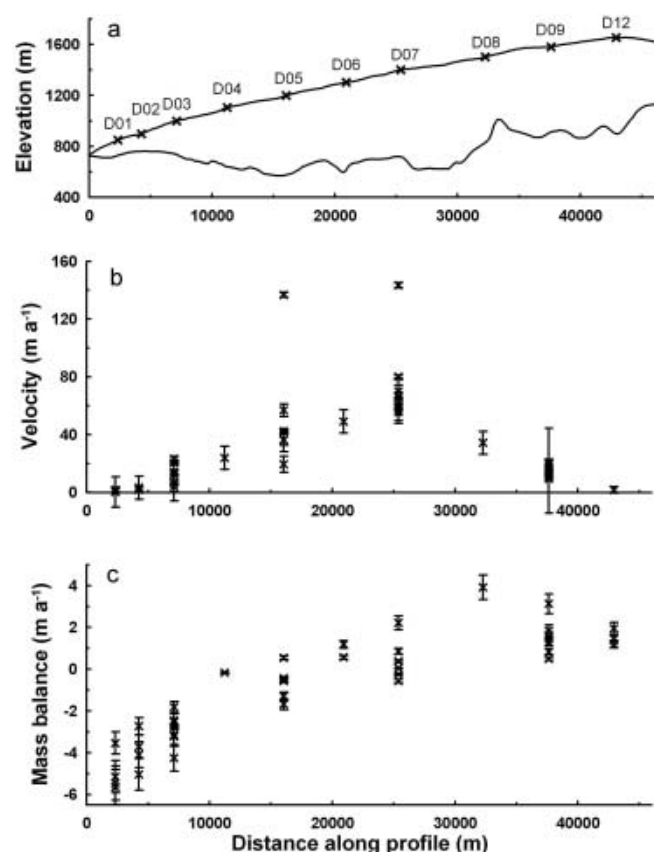 a
D12
D09
D08
D07
D06
D05
D04
D03
D02
D01
1600
1200
800
400
Elevation (m)
0 10000 20000 30000 40000
b
160
120
80
40
0
Velocity (m a⁻¹)
0 10000 20000 30000 40000
c
4
2
0
-2
-4
-6
Mass balance (m a⁻¹)
0 10000 20000 30000 40000
Distance along profile (m)